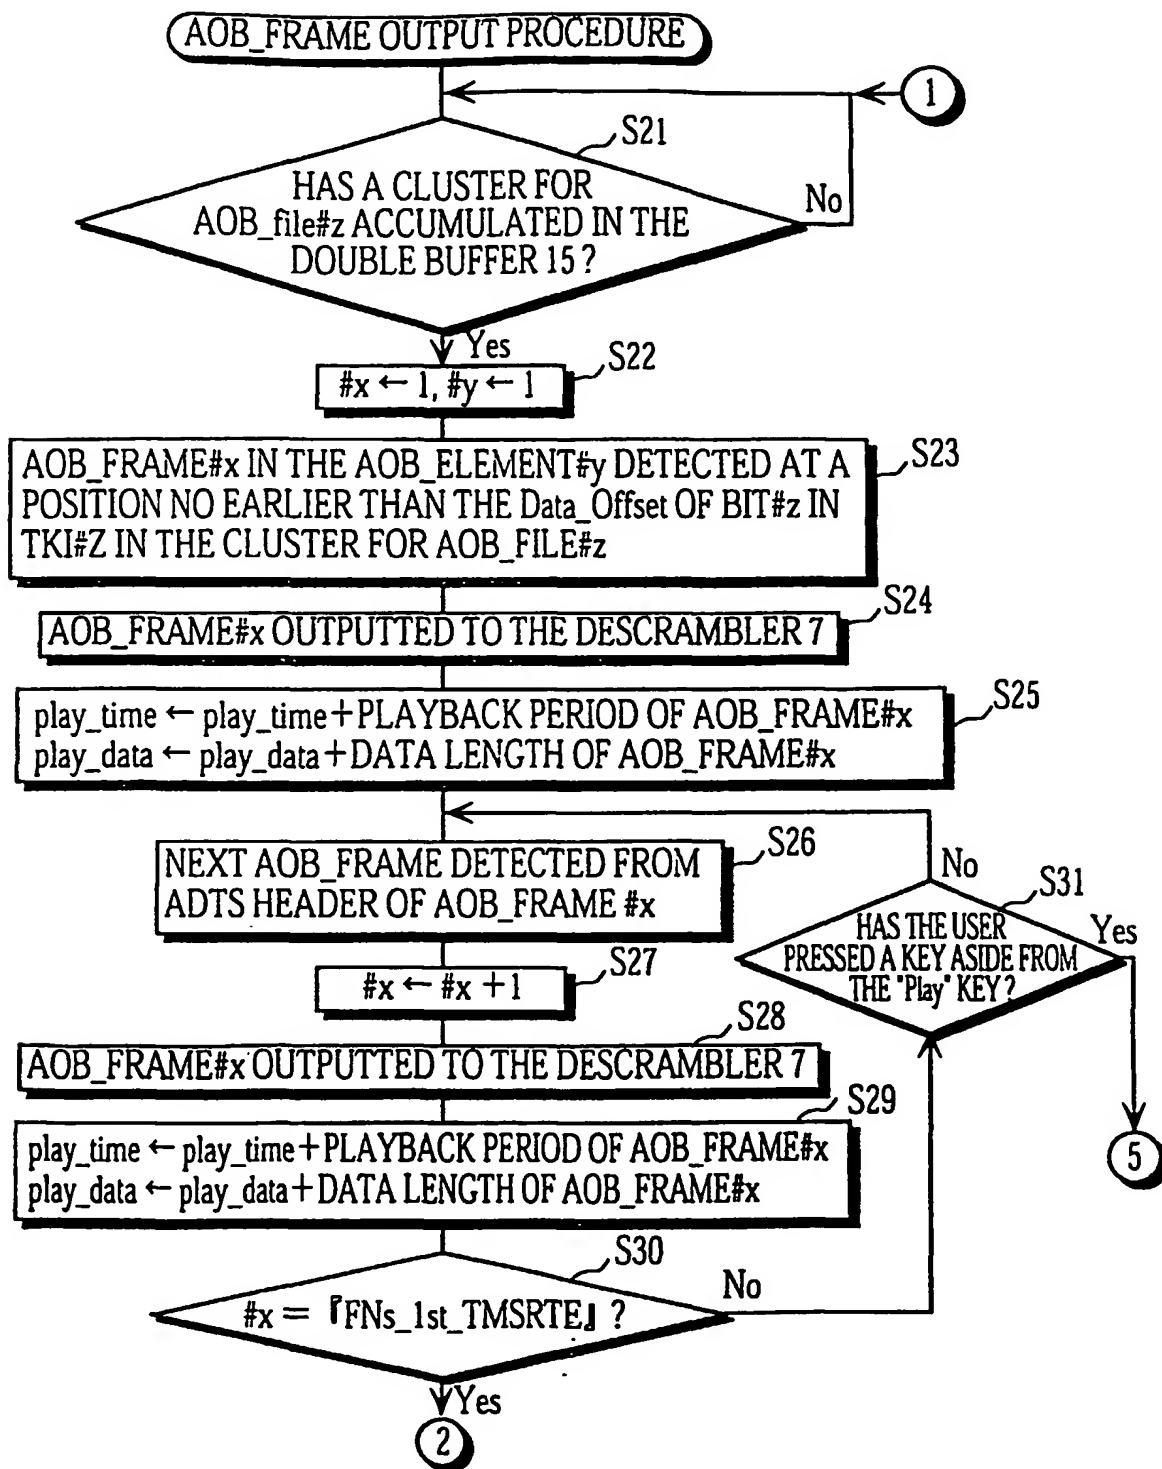 AOB_FRAME OUTPUT PROCEDURE
1
S21
HAS A CLUSTER FOR
AOB_file#z ACCUMULATED IN THE
DOUBLE BUFFER 15?
No
Yes
S22
#x ← 1, #y ← 1
S23
AOB_FRAME#x IN THE AOB_ELEMENT#y DETECTED AT A
POSITION NO EARLIER THAN THE Data_Offset OF BIT#z IN
TKI#Z IN THE CLUSTER FOR AOB_FILE#z
S24
AOB_FRAME#x OUTPUTTED TO THE DESCRAMBLER 7
S25
play_time ← play_time+PLAYBACK PERIOD OF AOB_FRAME#x
play_data ← play_data+DATA LENGTH OF AOB_FRAME#x
S26
NEXT AOB_FRAME DETECTED FROM
ADTS HEADER OF AOB_FRAME #x
No
S31
HAS THE USER
PRESSED A KEY ASIDE FROM
THE "Play" KEY?
Yes
S27
#x ← #x +1
S28
AOB_FRAME#x OUTPUTTED TO THE DESCRAMBLER 7
S29
play_time ← play_time+PLAYBACK PERIOD OF AOB_FRAME#x
play_data ← play_data+DATA LENGTH OF AOB_FRAME#x
5
S30
#x = 『FNs_1st_TMSRTE』?
No
Yes
2